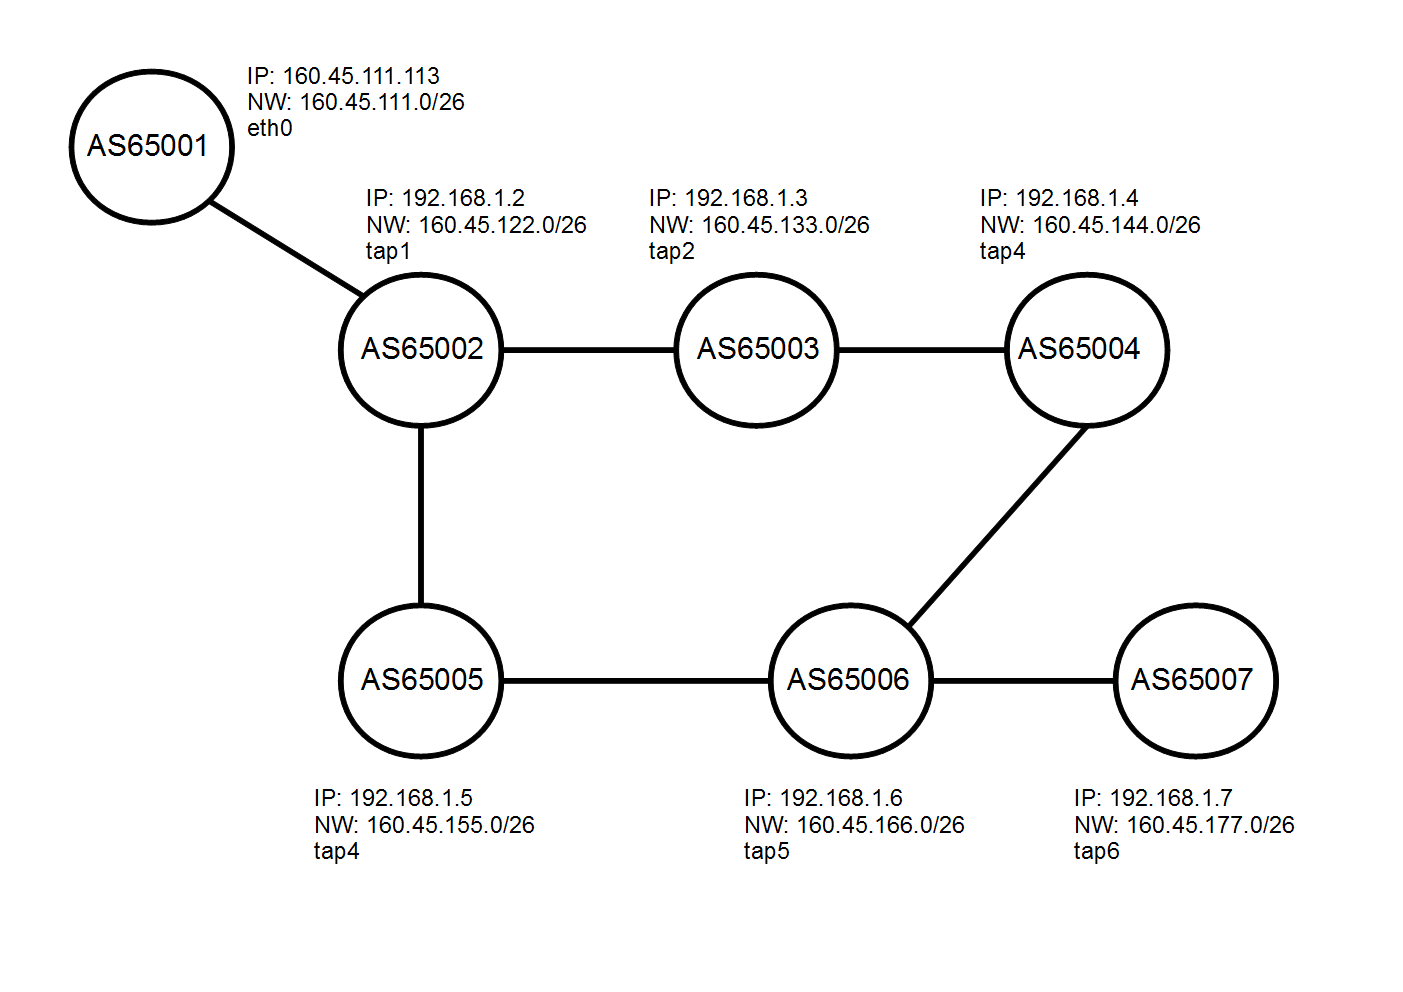 IP: 160.45.111.113
NW: 160.45.111.0/26
eth0
AS65001
IP: 192.168.1.2
NW: 160.45.122.0/26
tap1
IP: 192.168.1.3
NW: 160.45.133.0/26
tap2
IP: 192.168.1.4
NW: 160.45.144.0/26
tap4
AS65002
AS65003
AS65004
AS65005
AS65006
AS65007
IP: 192.168.1.5
NW: 160.45.155.0/26
tap4
IP: 192.168.1.6
NW: 160.45.166.0/26
tap5
IP: 192.168.1.7
NW: 160.45.177.0/26
tap6